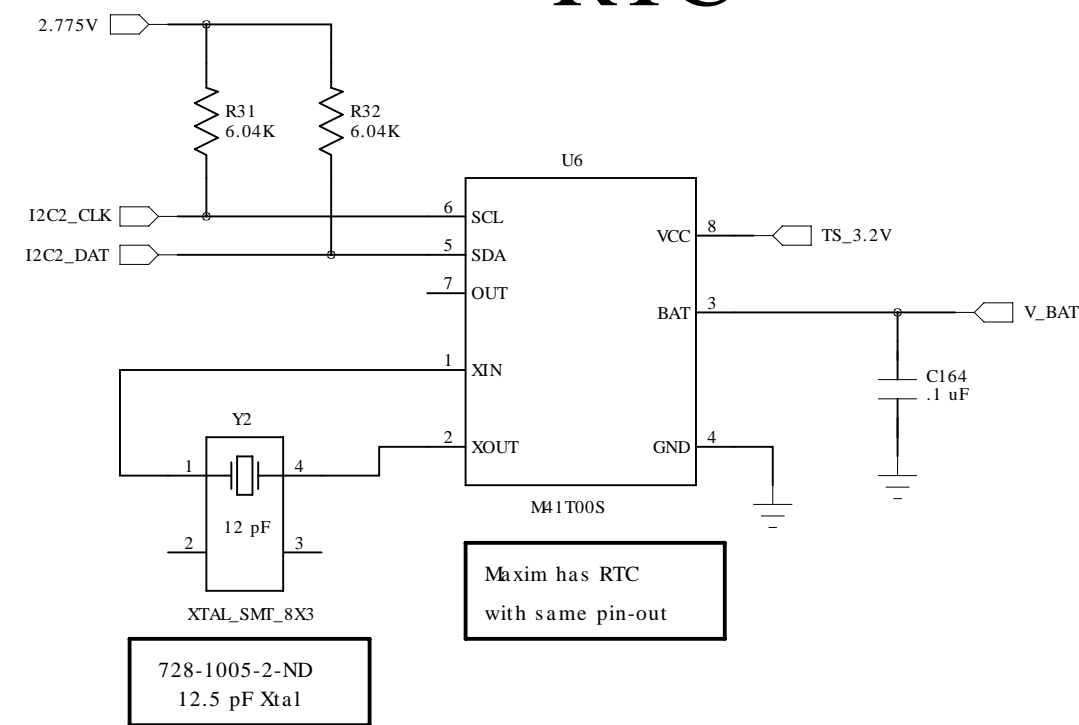 RTC
2.775V
R31
6.04K
R32
6.04K
U6
I2C2_CLK
6
SCL
I2C2_DAT
5
SDA
7
OUT
VCC
8
TS_3.2V
BAT
3
V_BAT
1
XIN
C164
.1 uF
Y2
2
XOUT
GND
4
1
4
12 pF
2
3
M41T00S
XTAL_SMT_8X3
Maxim has RTC
with same pin-out
728-1005-2-ND
12.5 pF Xtal